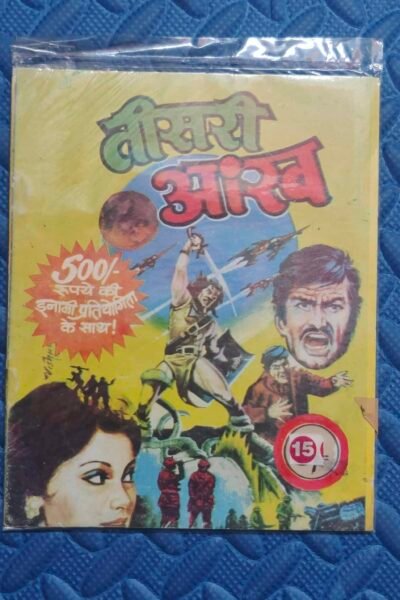 तीसरी
आंख
500/-
रूपये की
इनामी प्रतियोगिता
के साथ!
15/-